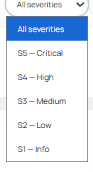 All severities
All severities
S5 — Critical
S4 — High
S3 — Medium
S2 — Low
S1 — Info